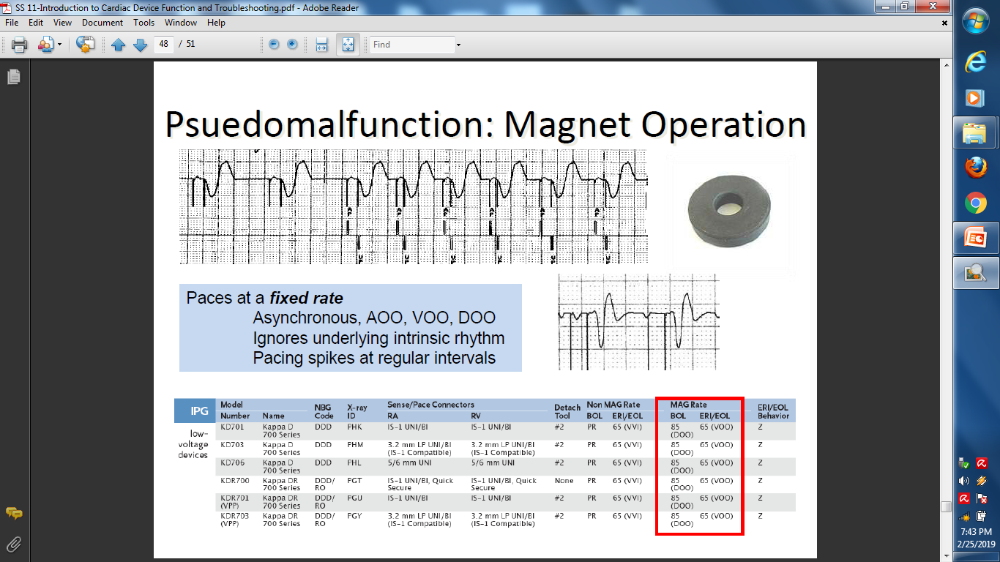 SS 11-Introduction to Cardiac Device Function and Troubleshooting.pdf - Adobe Reader
File Edit View Document Tools Window Help
48 / 51 Find
Psuedomalfunction: Magnet Operation
A A A A A A
P P P P P P
V V V V V V
P P P P P P
Paces at a fixed rate
Asynchronous, AOO, VOO, DOO
Ignores underlying intrinsic rhythm
Pacing spikes at regular intervals
IPG
low-
voltage
devices
Model Sense/Pace Connectors Non MAG Rate MAG Rate
NBG X-ray Detach ERI/EOL
Number Name Code ID RA RV Tool BOL ERI/EOL BOL ERI/EOL Behavior
KD701 Kappa D DDD PHK IS-1 UNI/BI IS-1 UNI/BI #2 PR 65 (VVI) 85 65 (VOO) Z
700 Series (DOO)
KD703 Kappa D DDD PHM 3.2 mm LP UNI/BI 3.2 mm LP UNI/BI #2 PR 65 (VVI) 85 65 (VOO) Z
700 Series (IS-1 Compatible) (IS-1 Compatible) (DOO)
KD706 Kappa D DDD PHL 5/6 mm UNI 5/6 mm UNI #2 PR 65 (VVI) 85 65 (VOO) Z
700 Series (DOO)
KDR700 Kappa DR DDD/ PGT IS-1 UNI/BI, Quick IS-1 UNI/BI, Quick None PR 65 (VVI) 85 65 (VOO) Z
700 Series RO Secure Secure (DOO)
KDR701 Kappa DR DDD/ PGU IS-1 UNI/BI IS-1 UNI/BI #2 PR 65 (VVI) 85 65 (VOO) Z
(VPP) 700 Series RO (DOO)
KDR703 Kappa DR DDD/ PGY 3.2 mm LP UNI/BI 3.2 mm LP UNI/BI #2 PR 65 (VVI) 85 65 (VOO) Z
(VPP) 700 Series RO (IS-1 Compatible) (IS-1 Compatible) (DOO)
7:43 PM
2/25/2019